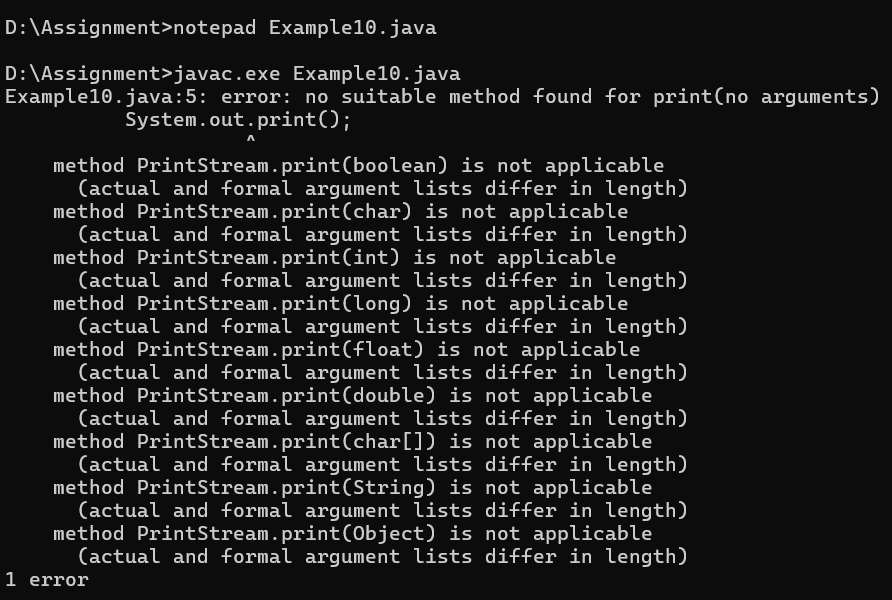 D:\Assignment>notepad Example10.java
D:\Assignment>javac.exe Example10.java
Example10.java:5: error: no suitable method found for print(no arguments)
          System.out.print();
                    ^
    method PrintStream.print(boolean) is not applicable
      (actual and formal argument lists differ in length)
    method PrintStream.print(char) is not applicable
      (actual and formal argument lists differ in length)
    method PrintStream.print(int) is not applicable
      (actual and formal argument lists differ in length)
    method PrintStream.print(long) is not applicable
      (actual and formal argument lists differ in length)
    method PrintStream.print(float) is not applicable
      (actual and formal argument lists differ in length)
    method PrintStream.print(double) is not applicable
      (actual and formal argument lists differ in length)
    method PrintStream.print(char[]) is not applicable
      (actual and formal argument lists differ in length)
    method PrintStream.print(String) is not applicable
      (actual and formal argument lists differ in length)
    method PrintStream.print(Object) is not applicable
      (actual and formal argument lists differ in length)
1 error